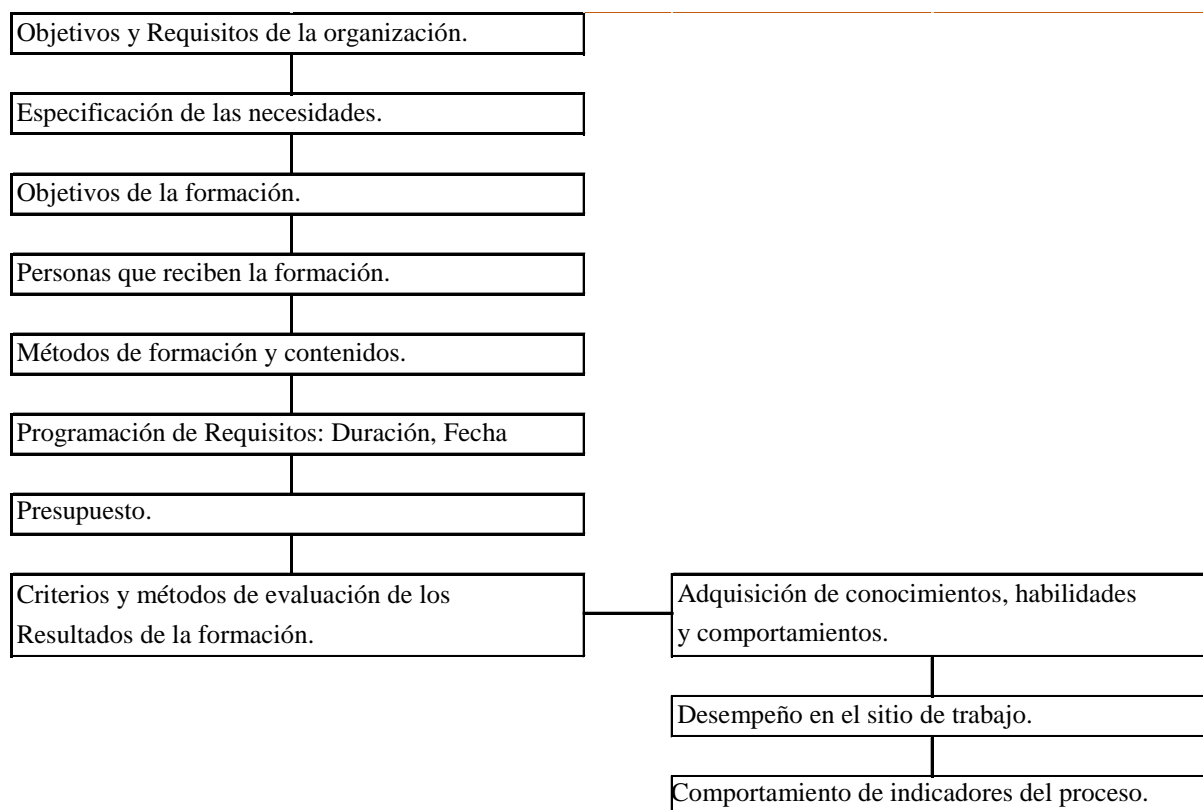 Objetivos y Requisitos de la organización.
Especificación de las necesidades.
Objetivos de la formación.
Personas que reciben la formación.
Métodos de formación y contenidos.
Programación de Requisitos: Duración, Fecha
Presupuesto.
Criterios y métodos de evaluación de los
Resultados de la formación.
Adquisición de conocimientos, habilidades
y comportamientos.
Desempeño en el sitio de trabajo.
Comportamiento de indicadores del proceso.